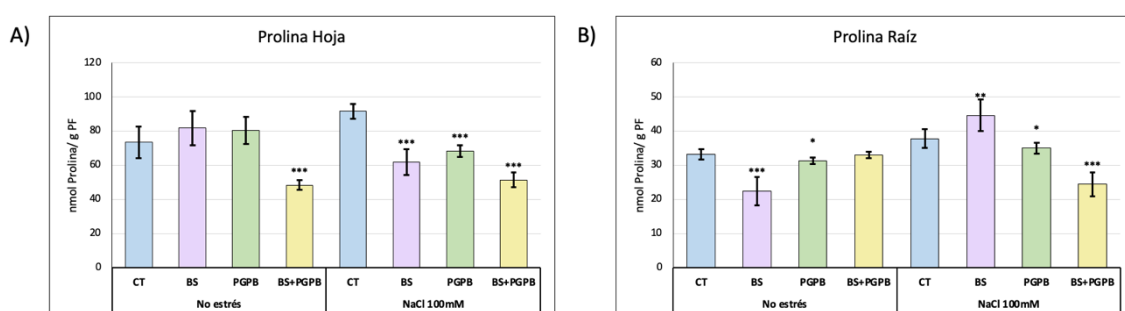 A)
Prolina Hoja
nmol Prolina/ g PF
120
100
80
60
40
20
0
***
***
***
***
CT BS PGPB BS+PGPB CT BS PGPB BS+PGPB
No estrés NaCl 100mM
B)
Prolina Raíz
nmol Prolina/ g PF
60
50
40
30
20
10
0
***
*
**
*
***
CT BS PGPB BS+PGPB CT BS PGPB BS+PGPB
No estrés NaCl 100mM